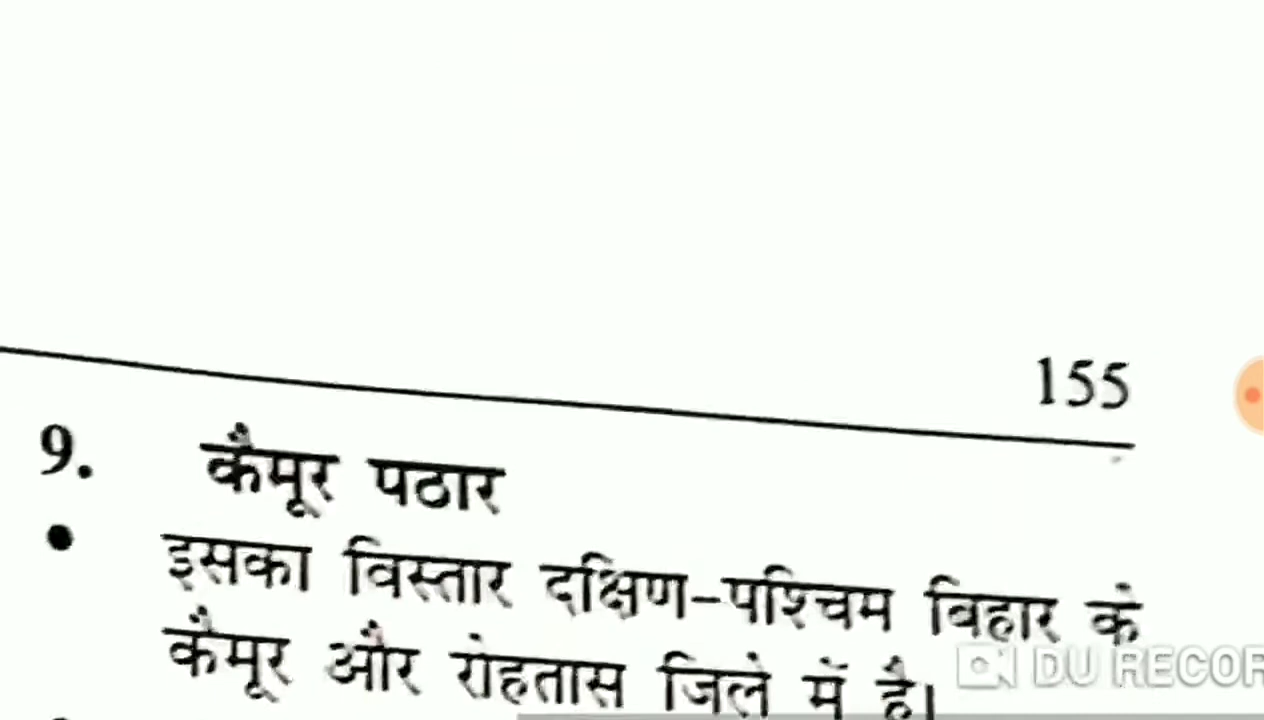 155
9. कैमूर पठार
• इसका विस्तार दक्षिण-पश्चिम बिहार के
कैमूर और रोहतास जिले में है।
DU RECOR